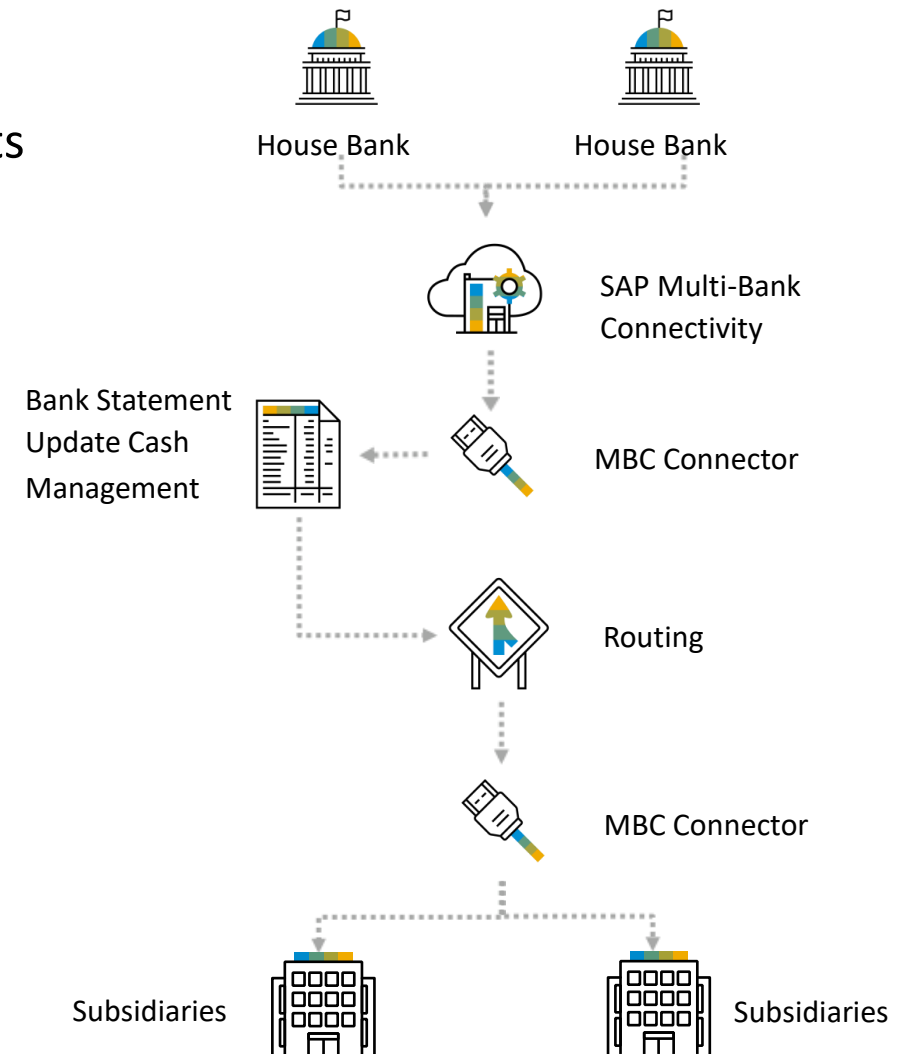 House Bank
House Bank
SAP Multi-Bank
Connectivity
Bank Statement
Update Cash
Management
MBC Connector
Routing
MBC Connector
Subsidiaries
Subsidiaries